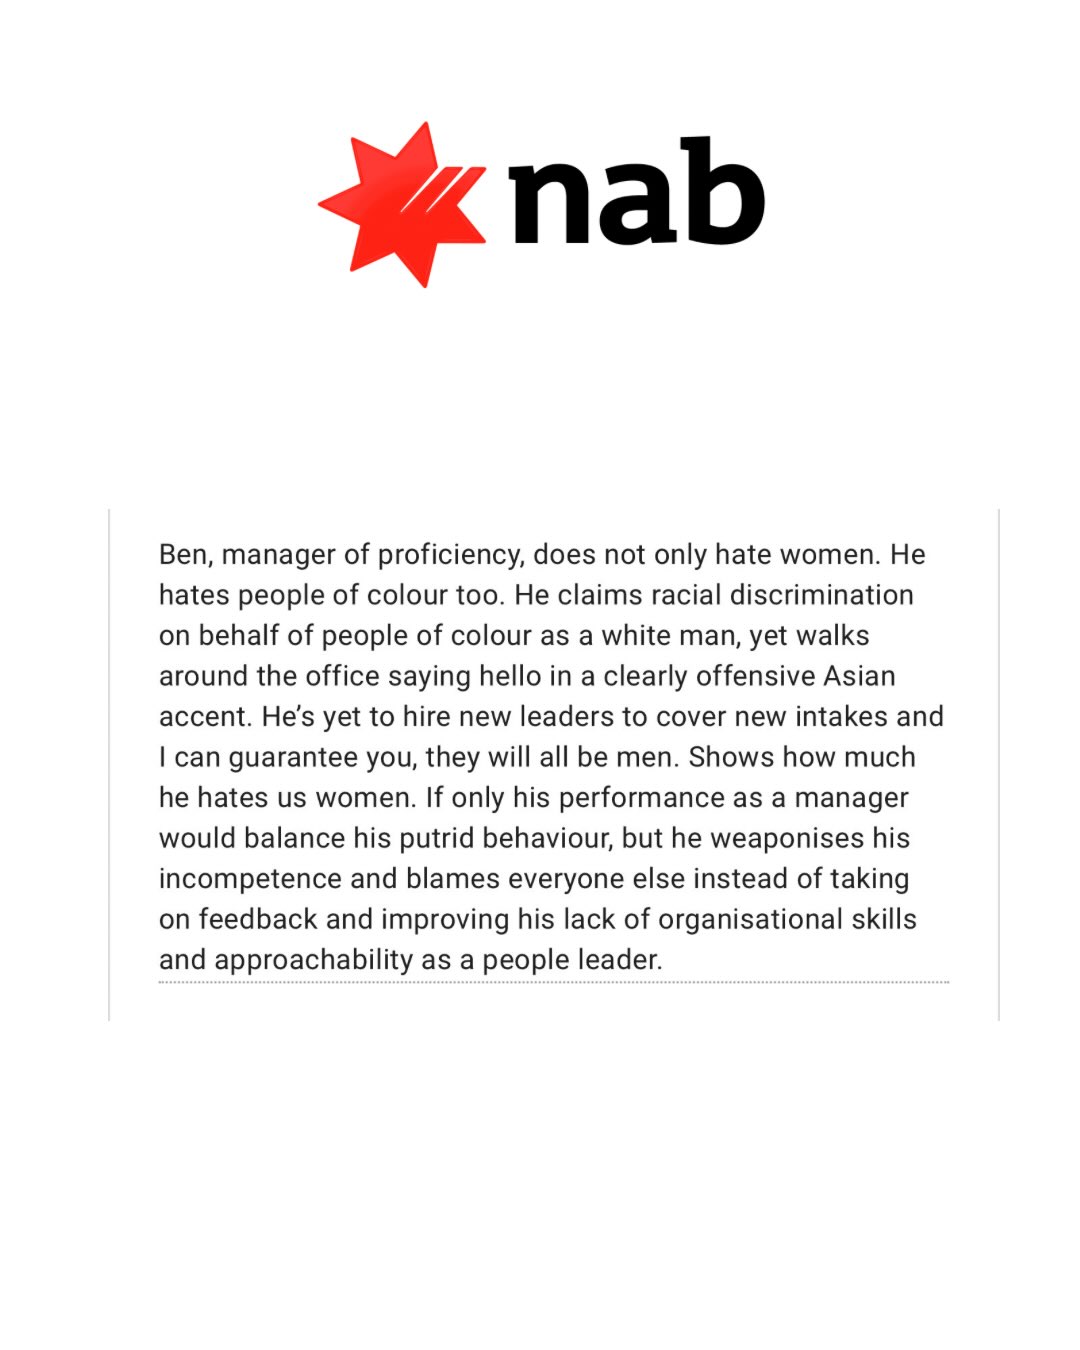 nab
Ben, manager of proficiency, does not only hate women. He
hates people of colour too. He claims racial discrimination
on behalf of people of colour as a white man, yet walks
around the office saying hello in a clearly offensive Asian
accent. He’s yet to hire new leaders to cover new intakes and
I can guarantee you, they will all be men. Shows how much
he hates us women. If only his performance as a manager
would balance his putrid behaviour, but he weaponises his
incompetence and blames everyone else instead of taking
on feedback and improving his lack of organisational skills
and approachability as a people leader.